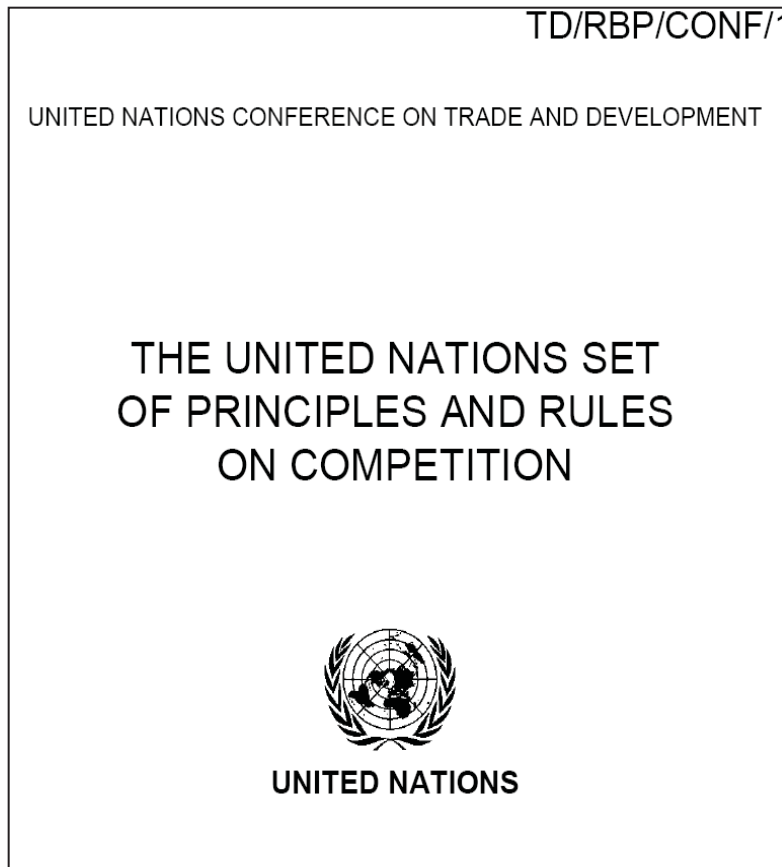 TD/RBP/CONF/
UNITED NATIONS CONFERENCE ON TRADE AND DEVELOPMENT
THE UNITED NATIONS SET
OF PRINCIPLES AND RULES
ON COMPETITION
UNITED NATIONS